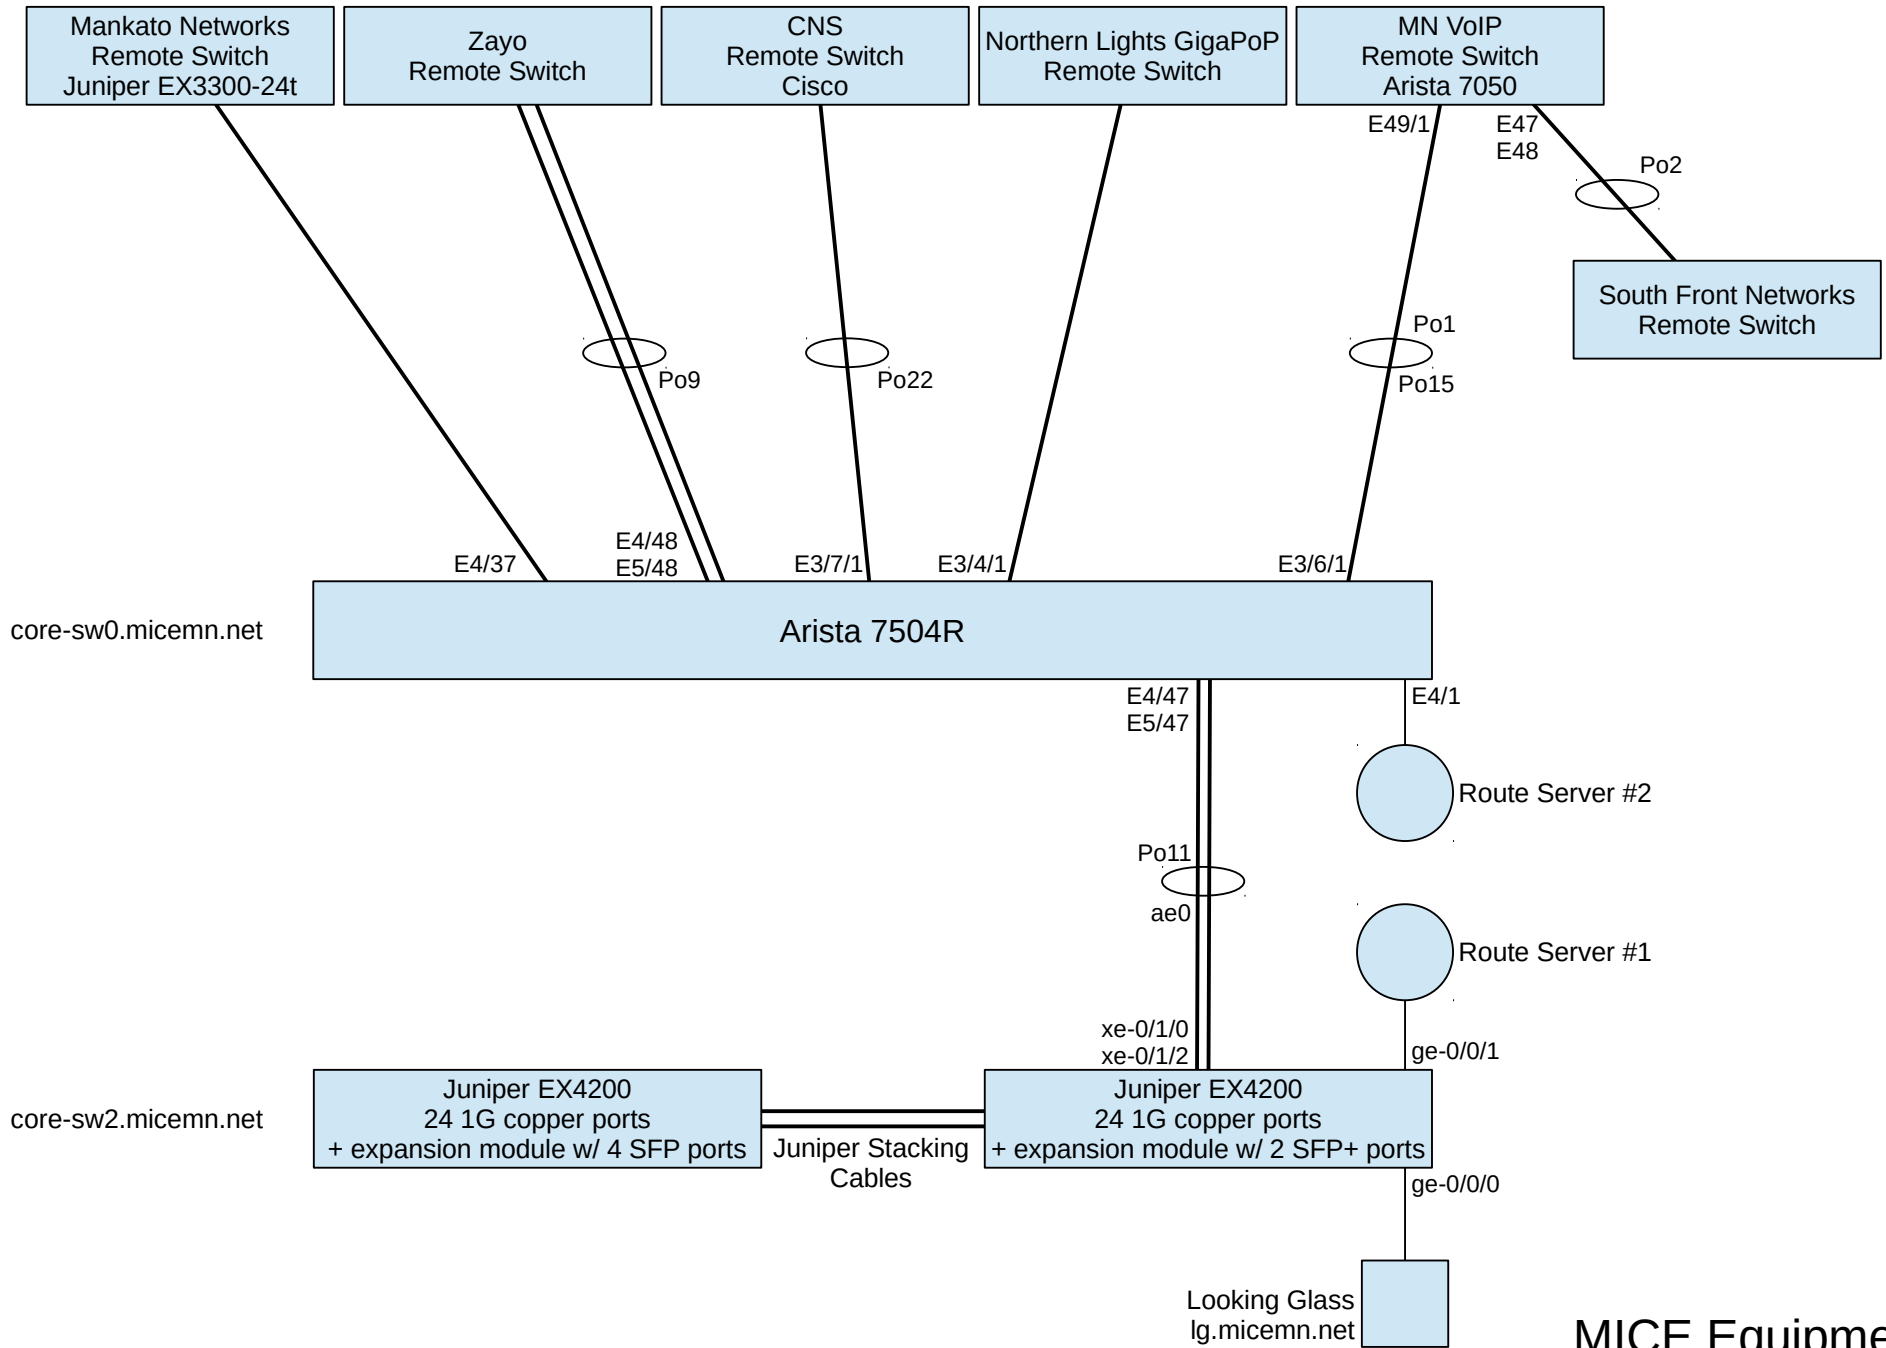 Mankato Networks
Remote Switch
Juniper EX3300-24t
Zayo
Remote Switch
CNS
Remote Switch
Cisco
Northern Lights GigaPoP
Remote Switch
MN VoIP
Remote Switch
Arista 7050
E49/1
E47
E48
Po2
South Front Networks
Remote Switch
Po9
Po22
Po1
Po15
E4/37
E4/48
E5/48
E3/7/1
E3/4/1
E3/6/1
core-sw0.micemn.net
Arista 7504R
E4/47
E5/47
E4/1
Route Server #2
Po11
ae0
Route Server #1
xe-0/1/0
xe-0/1/2
ge-0/0/1
core-sw2.micemn.net
Juniper EX4200
24 1G copper ports
+ expansion module w/ 4 SFP ports
Juniper Stacking
Cables
Juniper EX4200
24 1G copper ports
+ expansion module w/ 2 SFP+ ports
ge-0/0/0
Looking Glass
lg.micemn.net
MICE